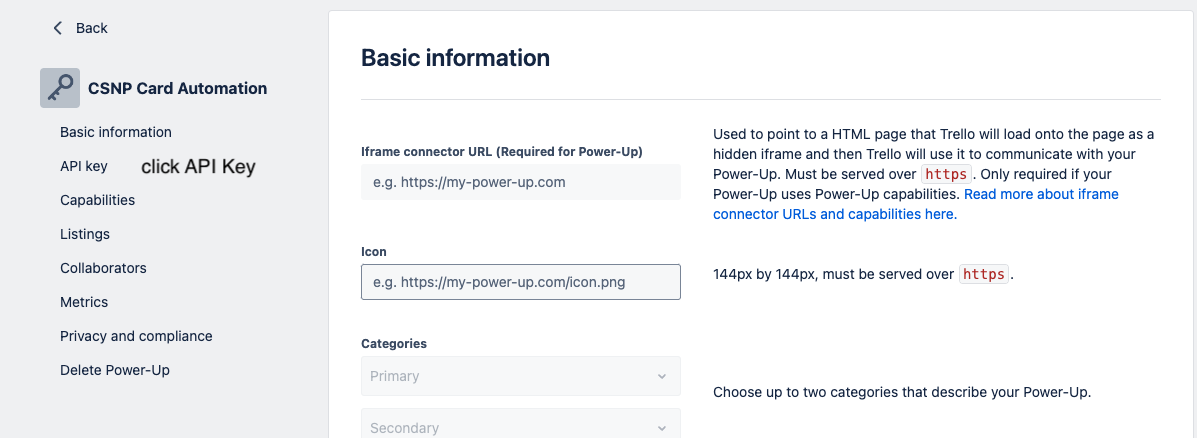 Back
CSNP Card Automation
Basic information
API key
click API Key
Capabilities
Listings
Collaborators
Metrics
Privacy and compliance
Delete Power-Up
Basic information
Iframe connector URL (Required for Power-Up)
e.g. https://my-power-up.com
Used to point to a HTML page that Trello will load onto the page as a
hidden iframe and then Trello will use it to communicate with your
Power-Up. Must be served over https. Only required if your
Power-Up uses Power-Up capabilities. Read more about iframe
connector URLs and capabilities here.
Icon
e.g. https://my-power-up.com/icon.png
144px by 144px, must be served over https.
Categories
Primary
Secondary
Choose up to two categories that describe your Power-Up.